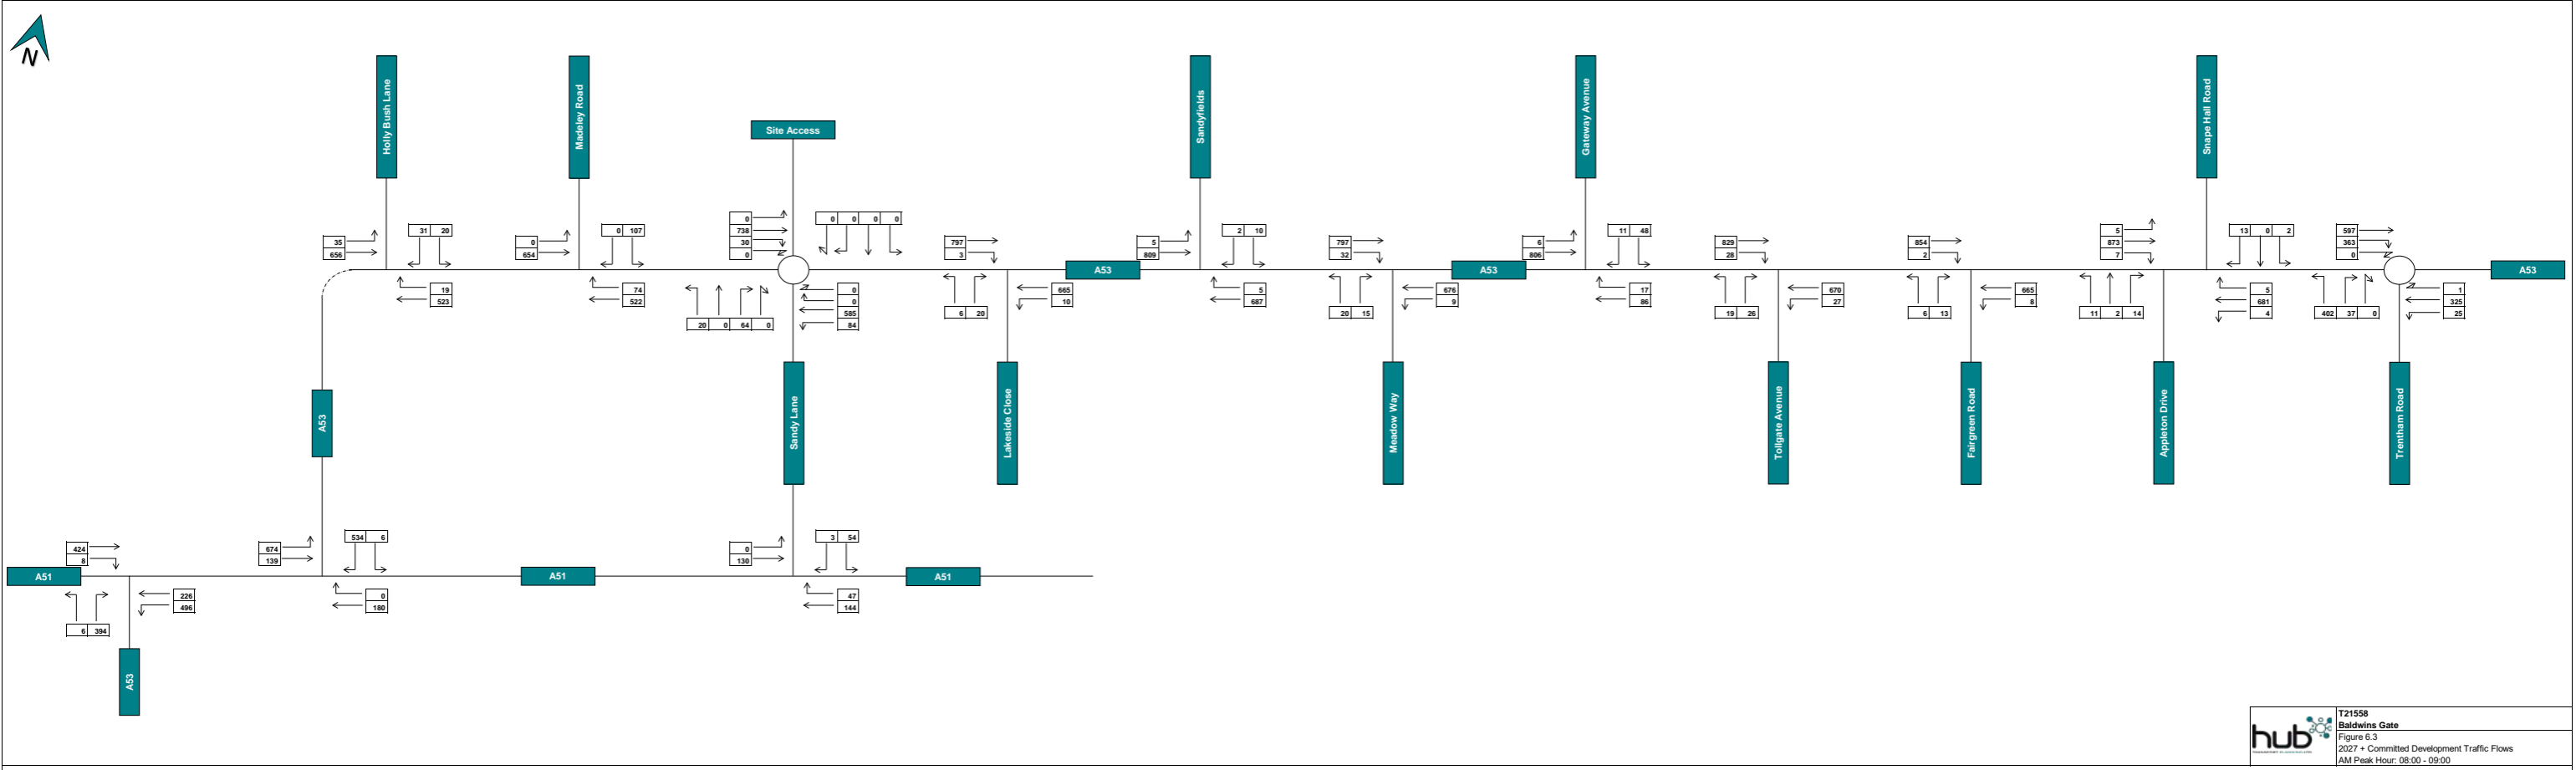 N
Holly Bush Lane
Madeley Road
Site Access
Sandyfields
Gateway Avenue
Snape Hall Road
35
656
31 20
19
523
0
654
0 107
74
522
0
738
30
0
0 0 0 0
20 0 64 0
0
0
585
84
797
3
6 20
665
10
A53
5
809
2 10
5
687
797
32
20 15
676
9
A53
6
806
11 48
17
86
829
28
19 26
670
27
854
2
6 13
665
8
5
873
7
11 2 14
13 0 2
5
681
4
597
363
0
402 37 0
1
325
25
A53
A53
Sandy Lane
Lakeside Close
Meadow Way
Tollgate Avenue
Fairgreen Road
Appleton Drive
Trentham Road
424
8
A51
6 394
226
496
A53
674
139
534 6
0
180
A51
0
130
3 54
47
144
A51
hub
T21558
Baldwins Gate
Figure 6.3
2027 + Committed Development Traffic Flows
AM Peak Hour: 08:00 - 09:00